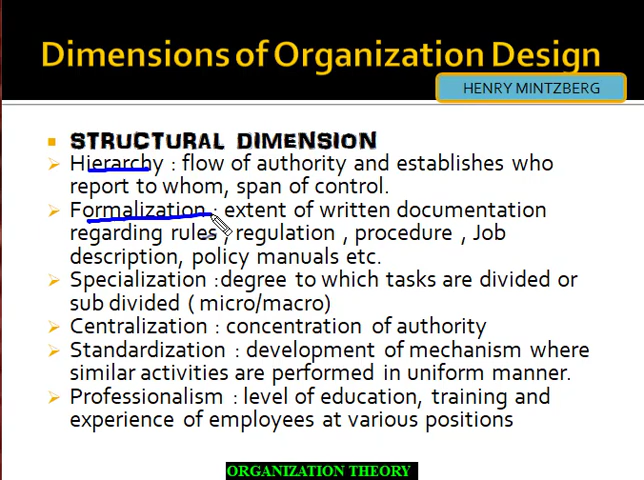 Dimensions of Organization Design
HENRY MINTZBERG
STRUCTURAL DIMENSION
Hierarchy : flow of authority and establishes who
report to whom, span of control.
Formalization : extent of written documentation
regarding rules , regulation , procedure , Job
description, policy manuals etc.
Specialization :degree to which tasks are divided or
sub divided ( micro/macro)
Centralization : concentration of authority
Standardization : development of mechanism where
similar activities are performed in uniform manner.
Professionalism : level of education, training and
experience of employees at various positions
ORGANIZATION THEORY